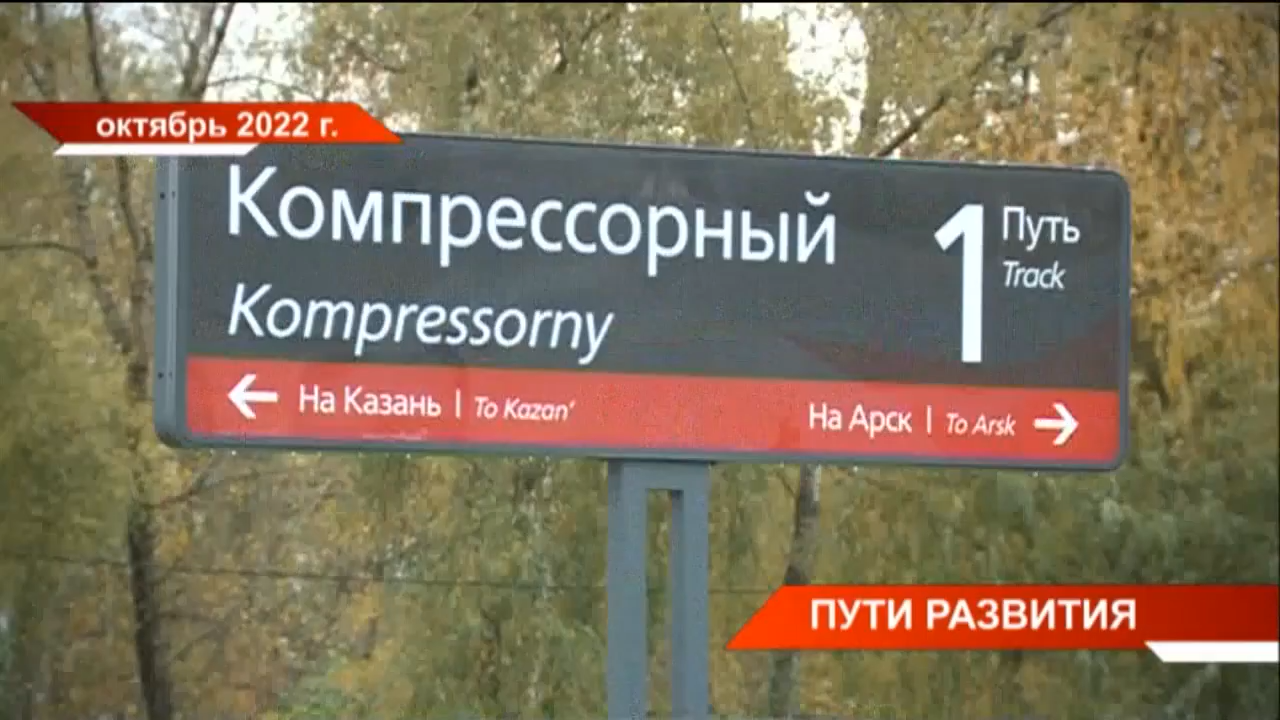 октябрь 2022 г.
Компрессорный
Kompressorny
1 Путь
Track
← На Казань | To Kazan'
На Арск | To Arsk →
ПУТИ РАЗВИТИЯ